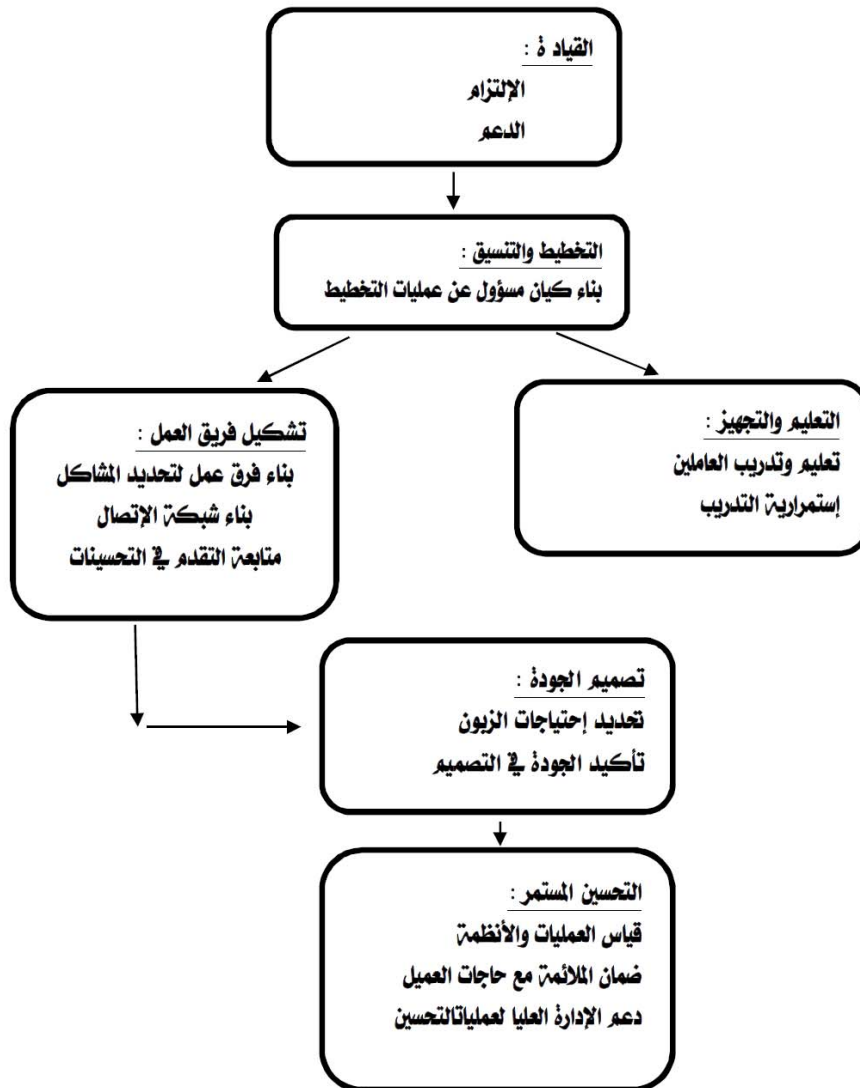 القياد ة :
الإلتزام
الدعم
التخطيط والتنسيق :
بناء كيان مسؤول عن عمليات التخطيط
التعليم والتجهيز :
تعليم وتدريب العاملين
إستمرارية التدريب
تشكيل فريق العمل :
بناء فرق عمل لتحديد المشاكل
بناء شبكة الإتصال
متابعة التقدم في التحسينات
تصميم الجودة :
تحديد إحتياجات الزبون
تأكيد الجودة في التصميم
التحسين المستمر :
قياس العمليات والأنظمة
ضمان الملائمة مع حاجات العميل
دعم الإدارة العليا لعملياتالتحسين